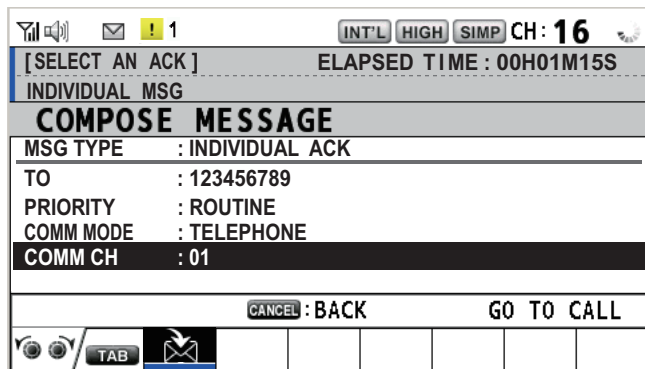 ! 1 INT'L HIGH SIMP CH: 16
[SELECT AN ACK] ELAPSED TIME: 00H01M15S
INDIVIDUAL MSG
COMPOSE MESSAGE
MSG TYPE : INDIVIDUAL ACK
TO : 123456789
PRIORITY : ROUTINE
COMM MODE : TELEPHONE
COMM CH : 01
CANCEL : BACK GO TO CALL
TAB